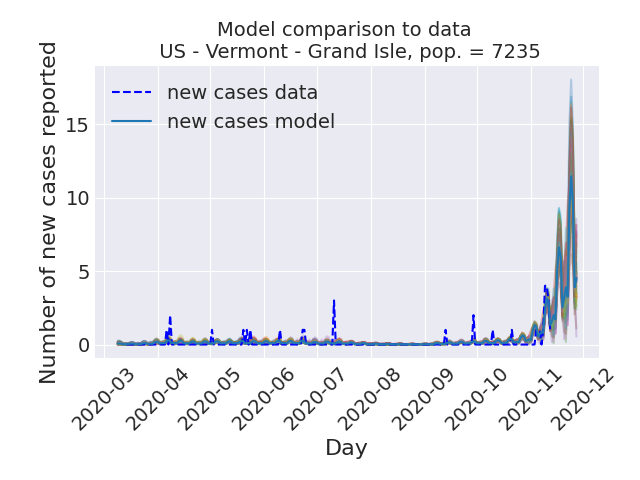 Model comparison to data
US - Vermont - Grand Isle, pop. = 7235
new cases data
new cases model
Number of new cases reported
15
10
5
0
2020-03
2020-04
2020-05
2020-06
2020-07
2020-08
2020-09
2020-10
2020-11
2020-12
Day